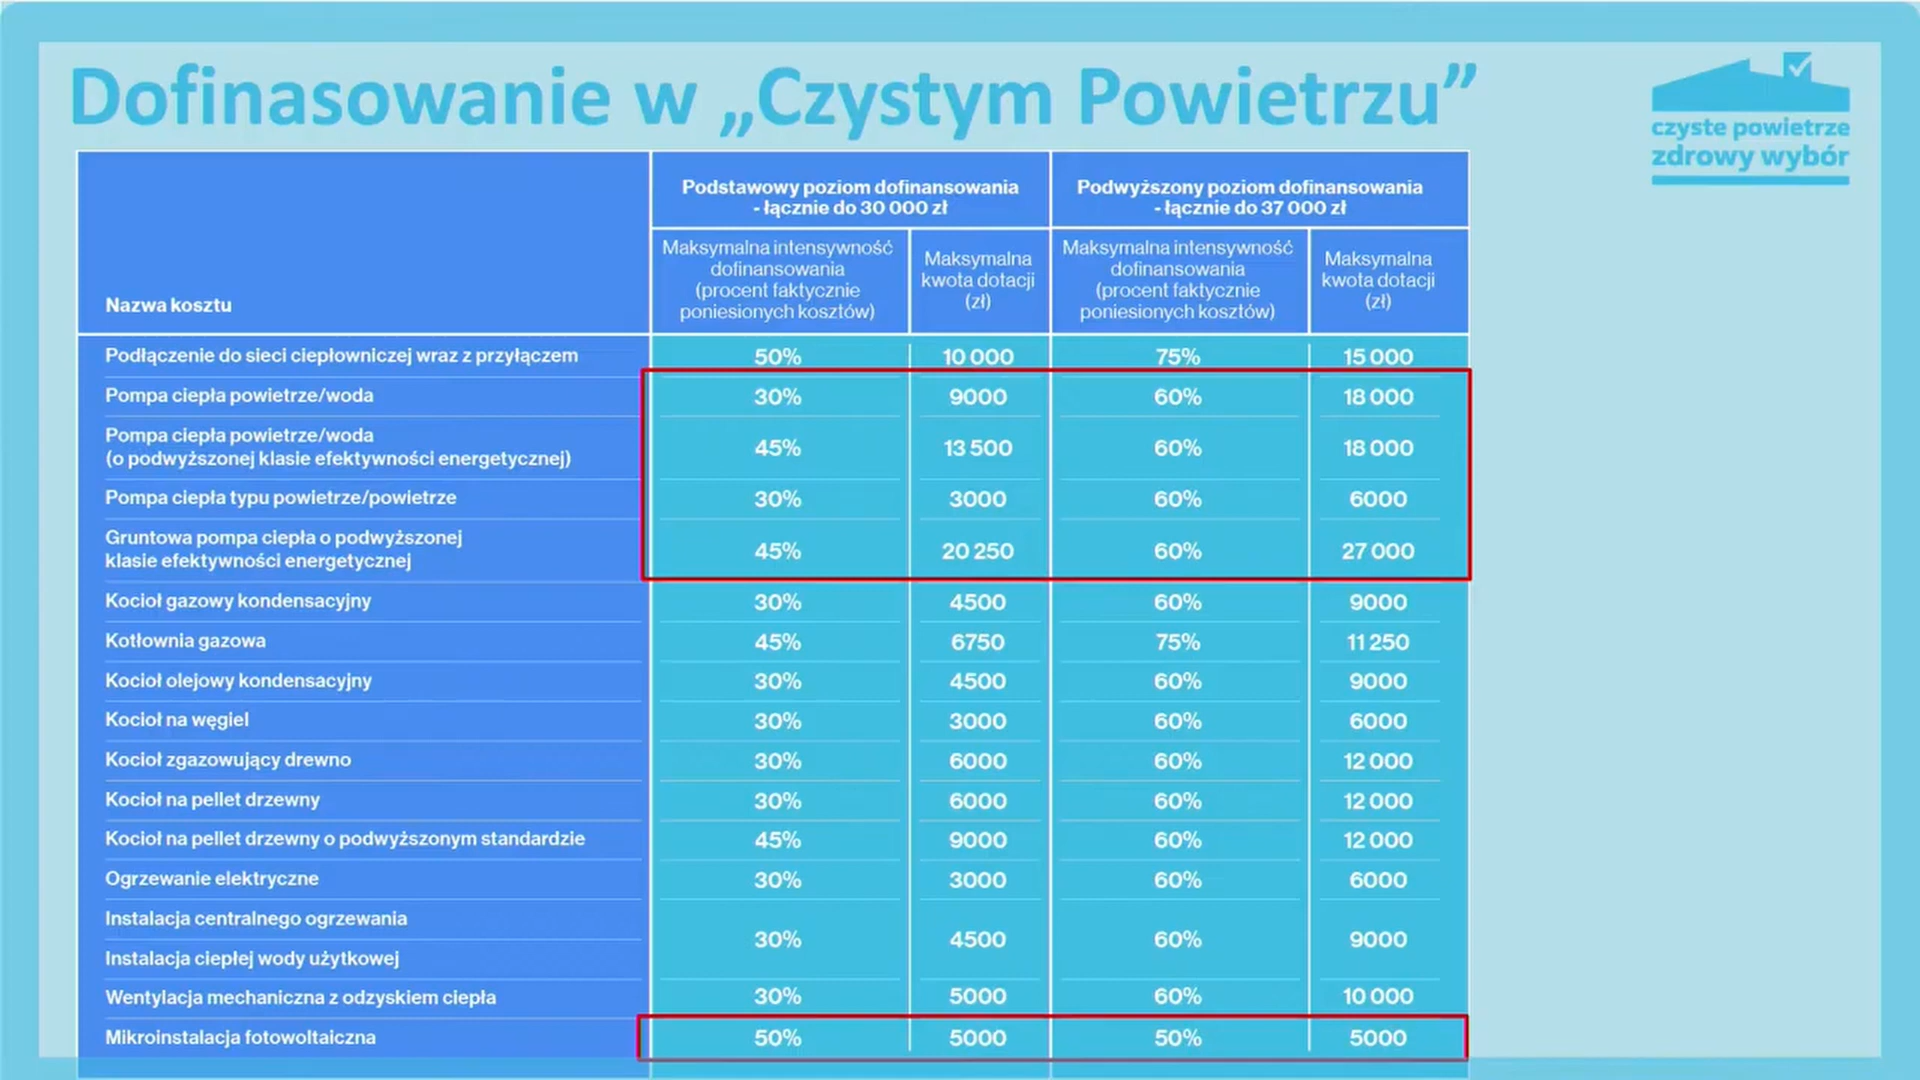 Dofinasowanie w „Czystym Powietrzu”
czyste powietrze
zdrowy wybór
Podstawowy poziom dofinansowania
- łącznie do 30 000 zł
Podwyższony poziom dofinansowania
- łącznie do 37 000 zł
Nazwa kosztu
Maksymalna intensywność
dofinansowania
(procent faktycznie
poniesionych kosztów)
Maksymalna
kwota dotacji
(zł)
Maksymalna intensywność
dofinansowania
(procent faktycznie
poniesionych kosztów)
Maksymalna
kwota dotacji
(zł)
Podłączenie do sieci ciepłowniczej wraz z przyłączem 50% 10 000 75% 15 000
Pompa ciepła powietrze/woda 30% 9000 60% 18 000
Pompa ciepła powietrze/woda
(o podwyższonej klasie efektywności energetycznej) 45% 13 500 60% 18 000
Pompa ciepła typu powietrze/powietrze 30% 3000 60% 6000
Gruntowa pompa ciepła o podwyższonej
klasie efektywności energetycznej 45% 20 250 60% 27 000
Kocioł gazowy kondensacyjny 30% 4500 60% 9000
Kotłownia gazowa 45% 6750 75% 11 250
Kocioł olejowy kondensacyjny 30% 4500 60% 9000
Kocioł na węgiel 30% 3000 60% 6000
Kocioł zgazowujący drewno 30% 6000 60% 12 000
Kocioł na pellet drzewny 30% 6000 60% 12 000
Kocioł na pellet drzewny o podwyższonym standardzie 45% 9000 60% 12 000
Ogrzewanie elektryczne 30% 3000 60% 6000
Instalacja centralnego ogrzewania
Instalacja ciepłej wody użytkowej 30% 4500 60% 9000
Wentylacja mechaniczna z odzyskiem ciepła 30% 5000 60% 10 000
Mikroinstalacja fotowoltaiczna 50% 5000 50% 5000